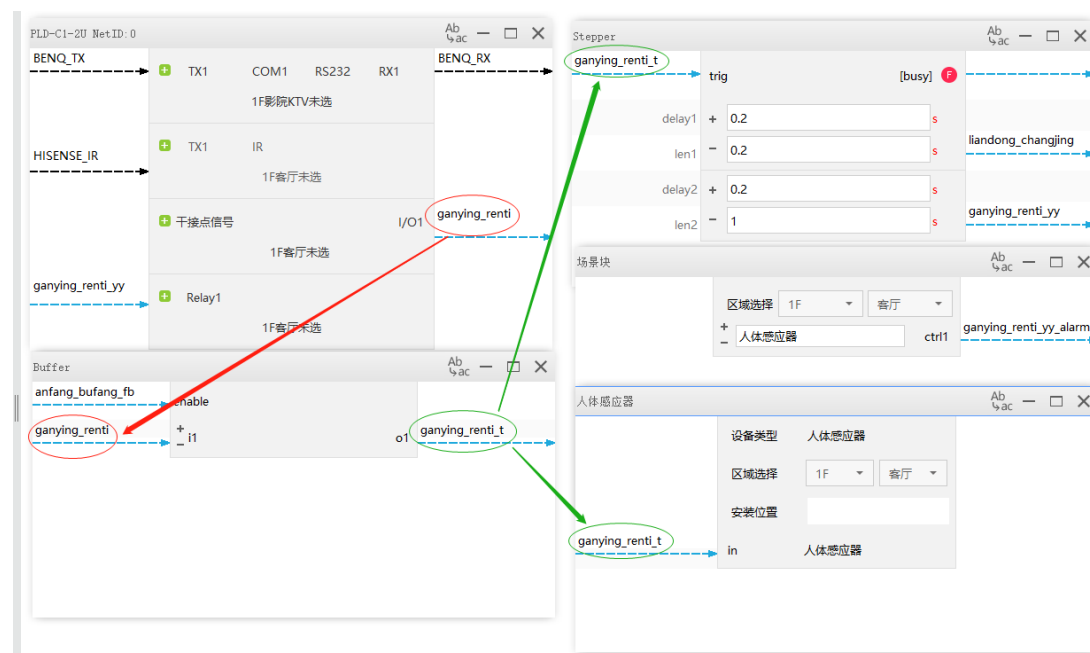 PLD-C1-2U NetID:0
Ab
ac
BENQ_TX
TX1 COM1 RS232 RX1
BENQ_RX
1F影院KTV未选
HISENSE_IR
TX1 IR
1F客厅未选
干接点信号 I/O1
ganying_renti
1F客厅未选
ganying_renti_yy
Relay1
1F客厅未选
Buffer
Ab
ac
anfang_bufang_fb
enable
ganying_renti
+
− i1 o1
ganying_renti_t
Stepper
Ab
ac
ganying_renti_t
trig [busy] F
delay1 + 0.2 s
len1 − 0.2 s
liandong_changjing
delay2 + 0.2 s
len2 − 1 s
ganying_renti_yy
场景块
Ab
ac
区域选择 1F 客厅
+
− 人体感应器 ctrl1
ganying_renti_yy_alarm
人体感应器
Ab
ac
设备类型 人体感应器
区域选择 1F 客厅
安装位置
ganying_renti_t
in 人体感应器